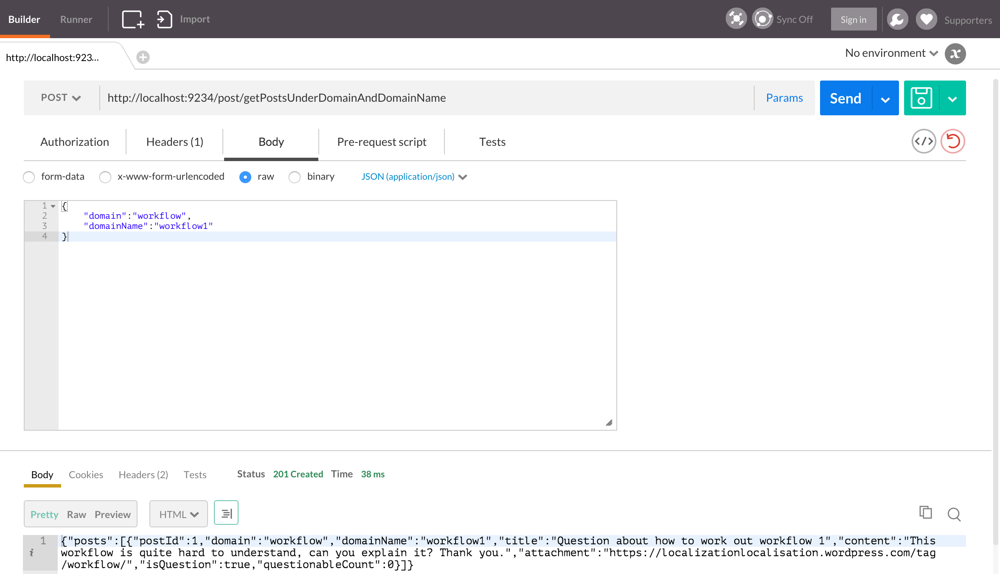 Builder Runner Import Sync Off Sign in Supporters
http://localhost:923... No environment
POST http://localhost:9234/post/getPostsUnderDomainAndDomainName Params Send
Authorization Headers (1) Body Pre-request script Tests
form-data x-www-form-urlencoded raw binary JSON (application/json)
1 {
2 "domain":"workflow",
3 "domainName":"workflow1"
4 }
Body Cookies Headers (2) Tests Status 201 Created Time 38 ms
Pretty Raw Preview HTML
1 {"posts":[{"postId":1,"domain":"workflow","domainName":"workflow1","title":"Question about how to work out workflow 1","content":"This
i workflow is quite hard to understand, can you explain it? Thank you.","attachment":"https://localizationlocalisation.wordpress.com/tag
/workflow/","isQuestion":true,"questionableCount":0}]}